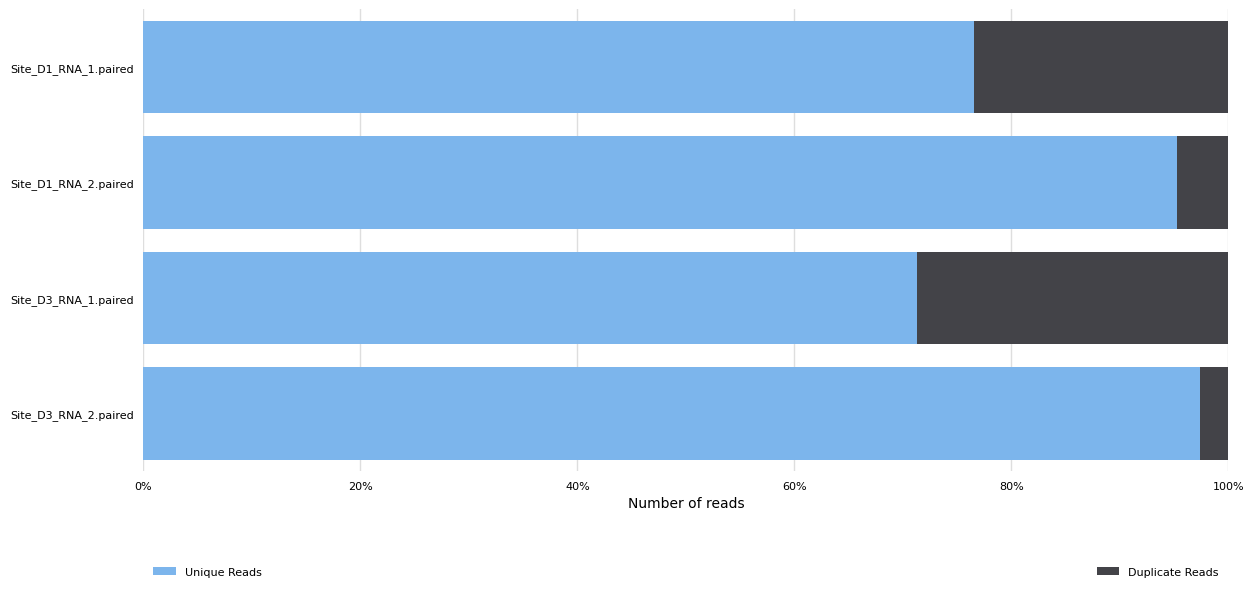 Site_D1_RNA_1.paired
Site_D1_RNA_2.paired
Site_D3_RNA_1.paired
Site_D3_RNA_2.paired
0% 20% 40% 60% 80% 100%
Number of reads
Unique Reads Duplicate Reads